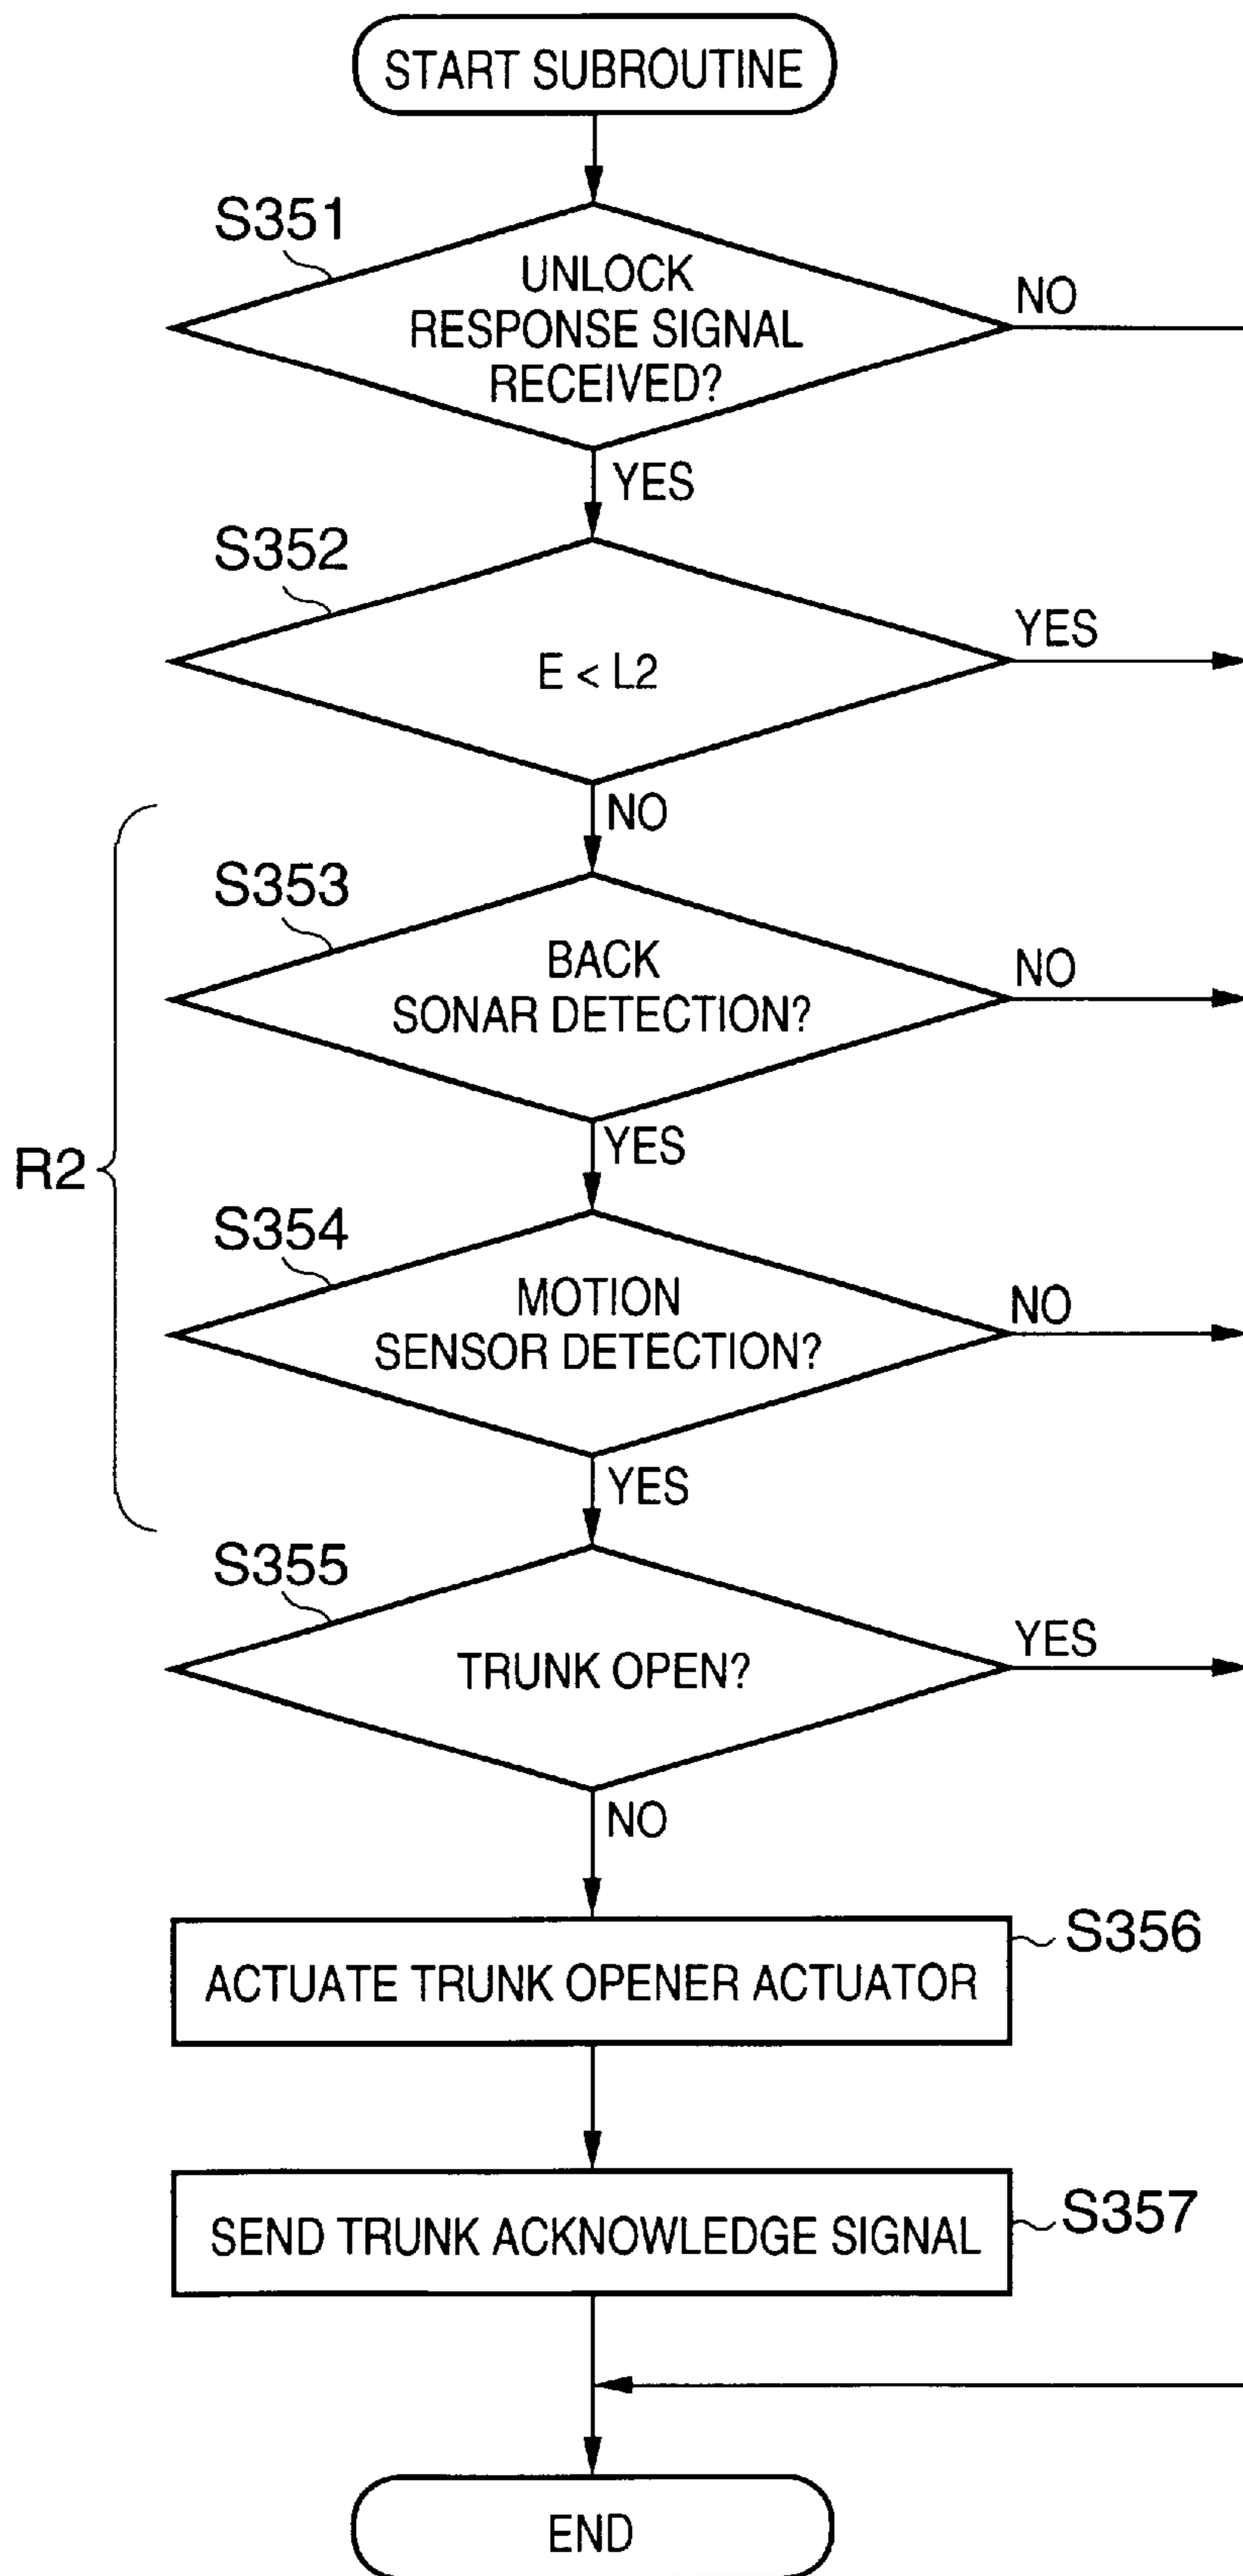 START SUBROUTINE
S351
UNLOCK
RESPONSE SIGNAL
RECEIVED?
NO
YES
S352
E < L2
YES
NO
R2
S353
BACK
SONAR DETECTION?
NO
YES
S354
MOTION
SENSOR DETECTION?
NO
YES
S355
TRUNK OPEN?
YES
NO
ACTUATE TRUNK OPENER ACTUATOR
S356
SEND TRUNK ACKNOWLEDGE SIGNAL
S357
END